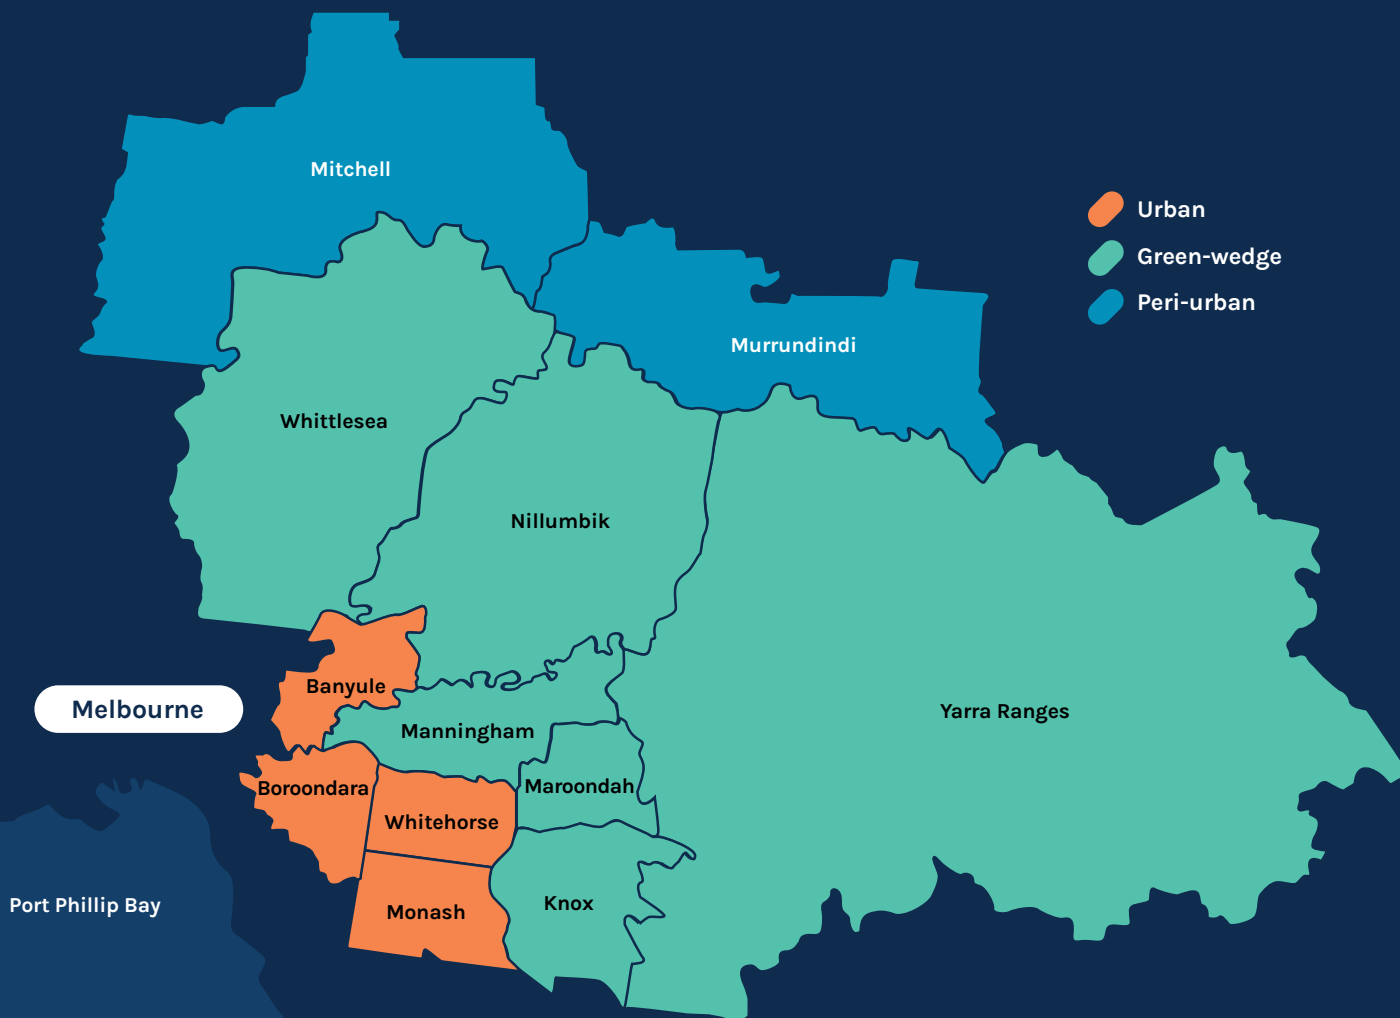 Mitchell
Urban
Green-wedge
Peri-urban
Murrundindi
Whittlesea
Nillumbik
Banyule
Melbourne
Yarra Ranges
Manningham
Boroondara
Maroondah
Whitehorse
Port Phillip Bay
Monash
Knox